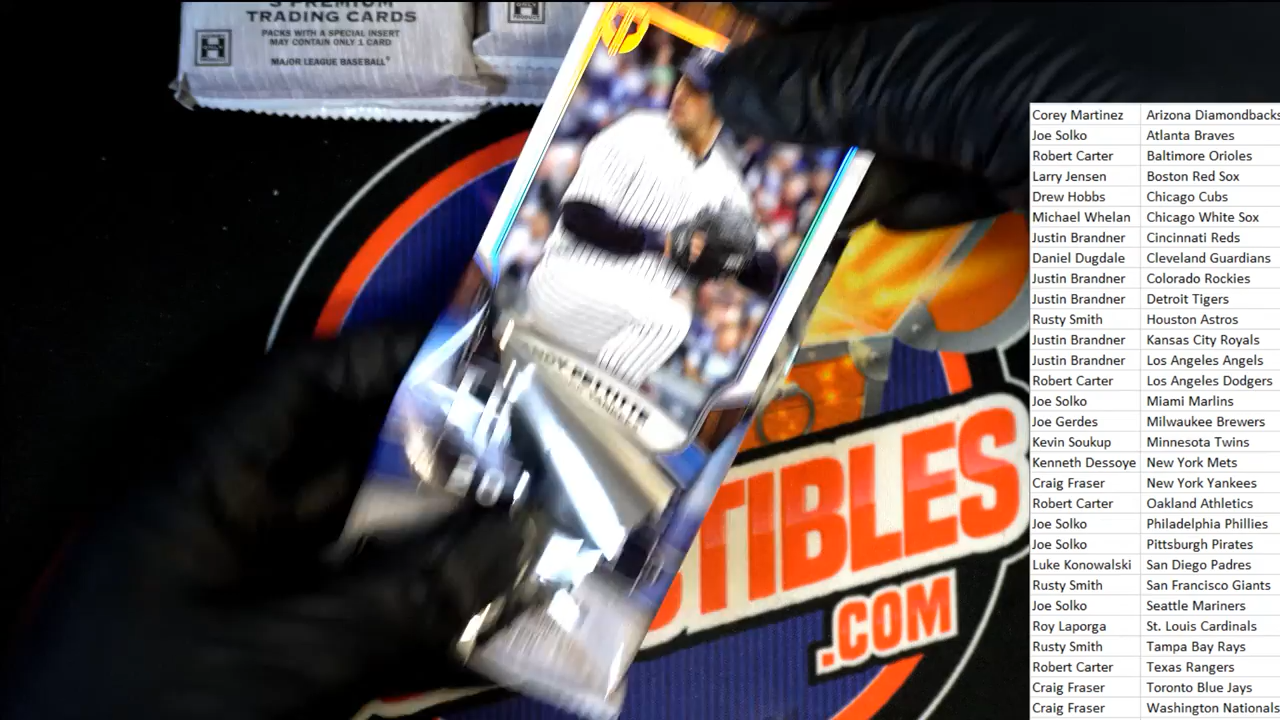 3 PREMIUM
TRADING CARDS
PACKS WITH A SPECIAL INSERT
MAY CONTAIN ONLY 1 CARD
MAJOR LEAGUE BASEBALL
ANDY PETTITTE
TIBLES
.COM
Corey Martinez Arizona Diamondbacks
Joe Solko Atlanta Braves
Robert Carter Baltimore Orioles
Larry Jensen Boston Red Sox
Drew Hobbs Chicago Cubs
Michael Whelan Chicago White Sox
Justin Brandner Cincinnati Reds
Daniel Dugdale Cleveland Guardians
Justin Brandner Colorado Rockies
Justin Brandner Detroit Tigers
Rusty Smith Houston Astros
Justin Brandner Kansas City Royals
Justin Brandner Los Angeles Angels
Robert Carter Los Angeles Dodgers
Joe Solko Miami Marlins
Joe Gerdes Milwaukee Brewers
Kevin Soukup Minnesota Twins
Kenneth Dessoye New York Mets
Craig Fraser New York Yankees
Robert Carter Oakland Athletics
Joe Solko Philadelphia Phillies
Joe Solko Pittsburgh Pirates
Luke Konowalski San Diego Padres
Rusty Smith San Francisco Giants
Joe Solko Seattle Mariners
Roy Laporga St. Louis Cardinals
Rusty Smith Tampa Bay Rays
Robert Carter Texas Rangers
Craig Fraser Toronto Blue Jays
Craig Fraser Washington Nationals